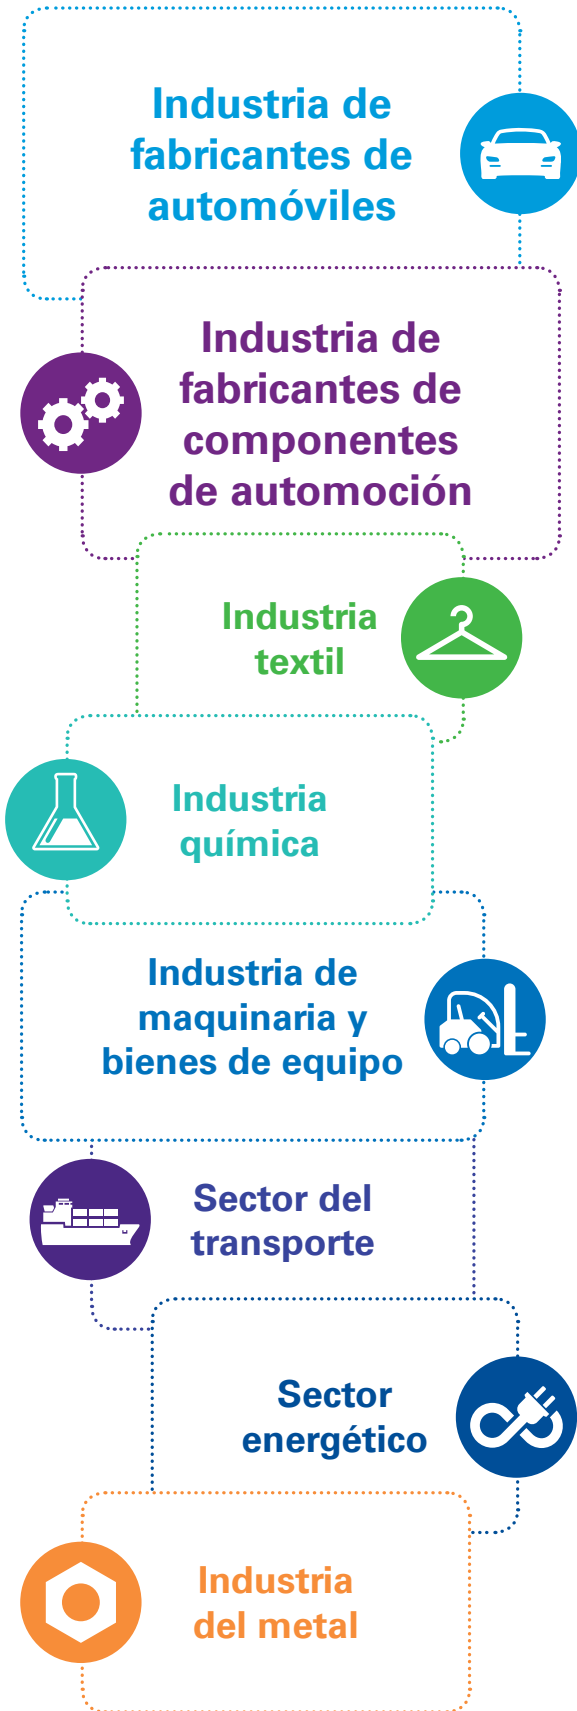 Industria de
fabricantes de
automóviles
Industria de
fabricantes de
componentes
de automoción
Industria
textil
Industria
química
Industria de
maquinaria y
bienes de equipo
Sector del
transporte
Sector
energético
Industria
del metal